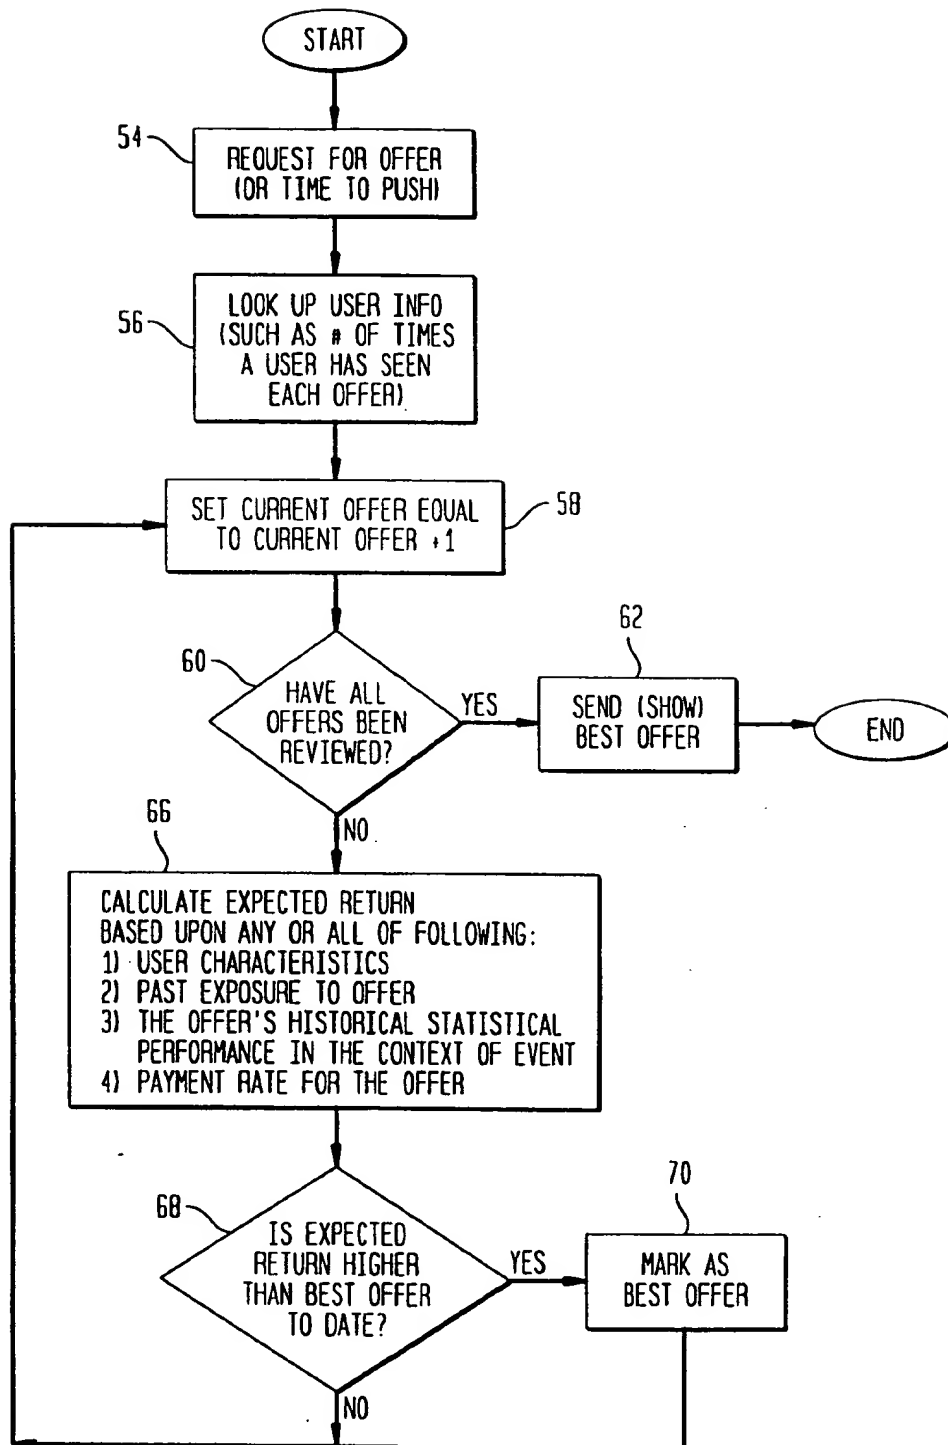 START
54
REQUEST FOR OFFER
(OR TIME TO PUSH)
56
LOOK UP USER INFO
(SUCH AS # OF TIMES
A USER HAS SEEN
EACH OFFER)
SET CURRENT OFFER EQUAL
TO CURRENT OFFER +1
58
60
HAVE ALL
OFFERS BEEN
REVIEWED?
YES
62
SEND (SHOW)
BEST OFFER
END
NO
66
CALCULATE EXPECTED RETURN
BASED UPON ANY OR ALL OF FOLLOWING:
1) USER CHARACTERISTICS
2) PAST EXPOSURE TO OFFER
3) THE OFFER'S HISTORICAL STATISTICAL
PERFORMANCE IN THE CONTEXT OF EVENT
4) PAYMENT RATE FOR THE OFFER
68
IS EXPECTED
RETURN HIGHER
THAN BEST OFFER
TO DATE?
YES
70
MARK AS
BEST OFFER
NO